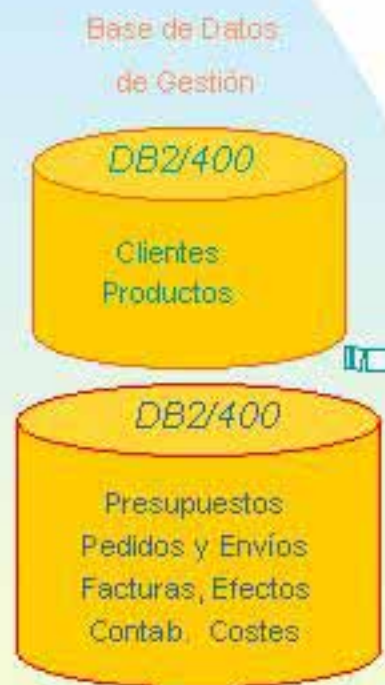 Base de Datos
de Gestión
DB2/400
Clientes
Productos
DB2/400
Presupuestos
Pedidos y Envíos
Facturas, Efectos
Contab. Costes